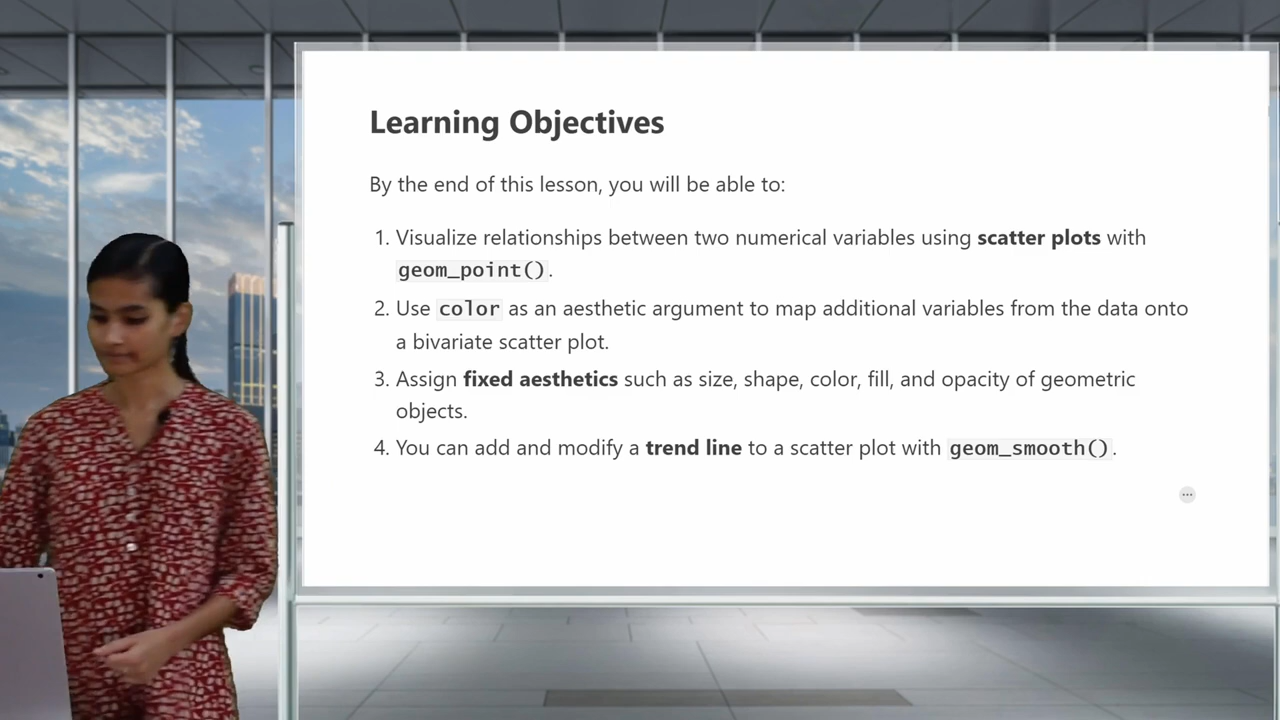 Learning Objectives
By the end of this lesson, you will be able to:
1. Visualize relationships between two numerical variables using scatter plots with
geom_point().
2. Use color as an aesthetic argument to map additional variables from the data onto
a bivariate scatter plot.
3. Assign fixed aesthetics such as size, shape, color, fill, and opacity of geometric
objects.
4. You can add and modify a trend line to a scatter plot with geom_smooth().